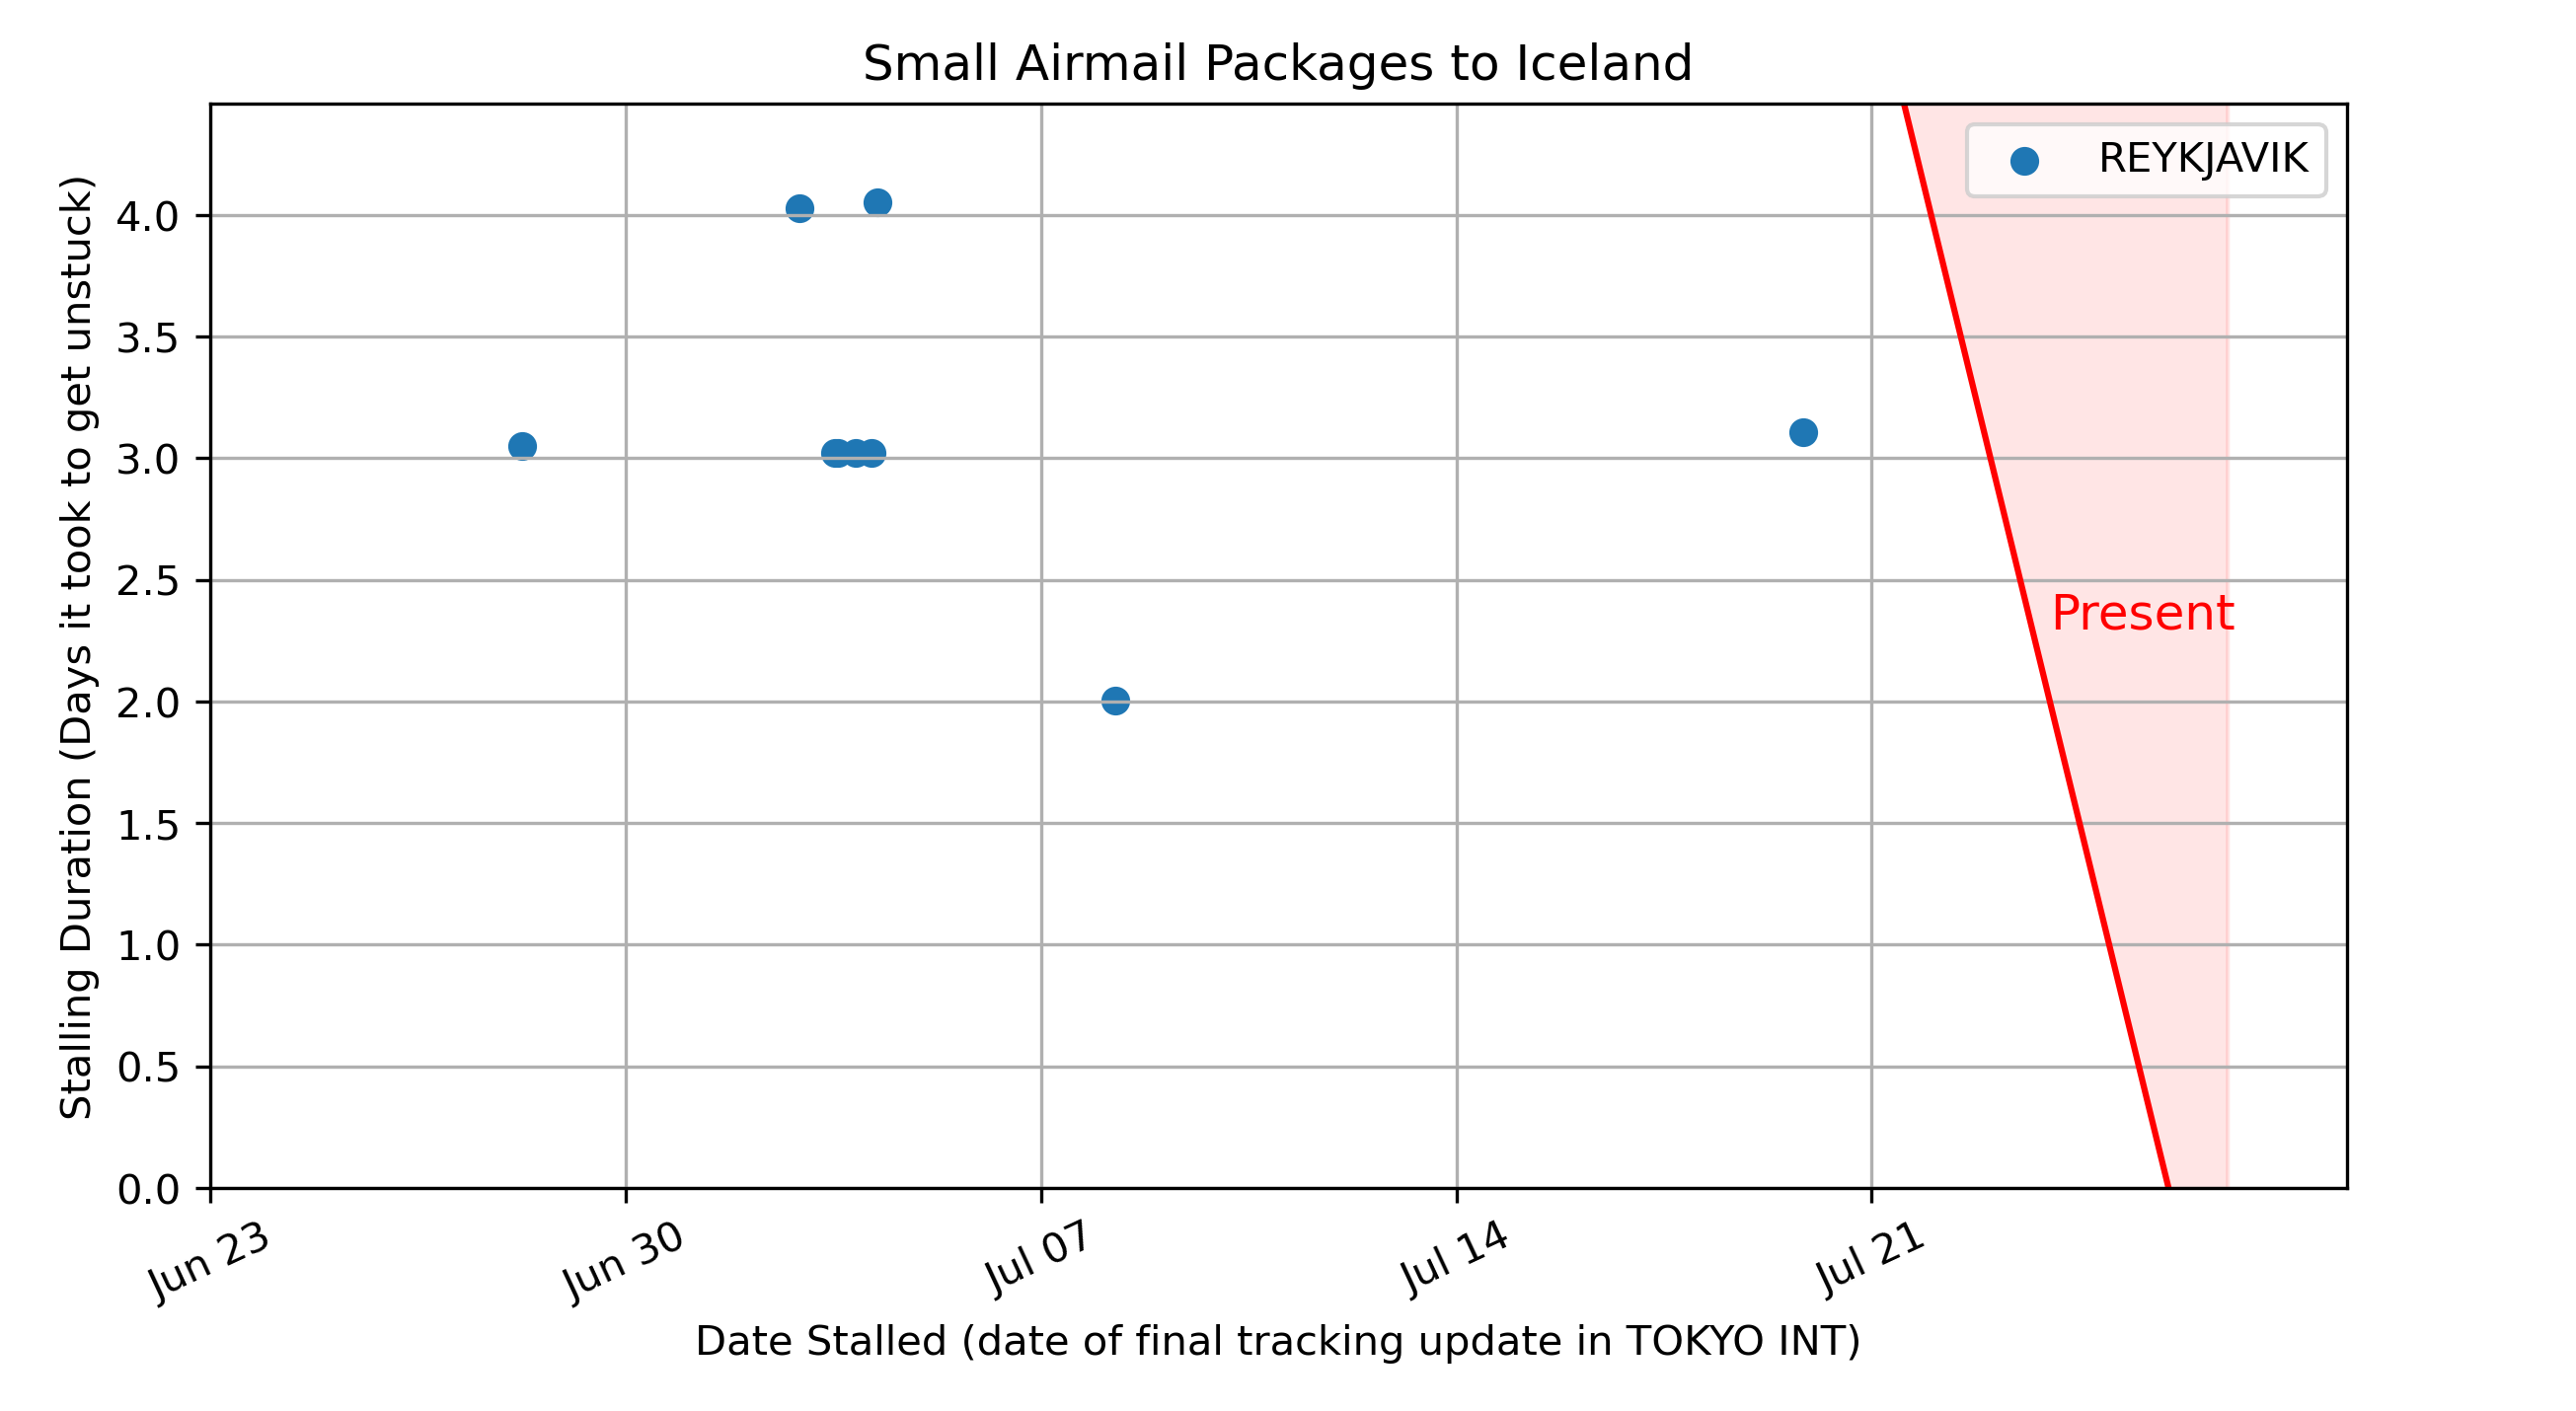 Small Airmail Packages to Iceland
REYKJAVIK
Stalling Duration (Days it took to get unstuck)
4.0
3.5
3.0
2.5
2.0
1.5
1.0
0.5
0.0
Present
Jun 23
Jun 30
Jul 07
Jul 14
Jul 21
Date Stalled (date of final tracking update in TOKYO INT)